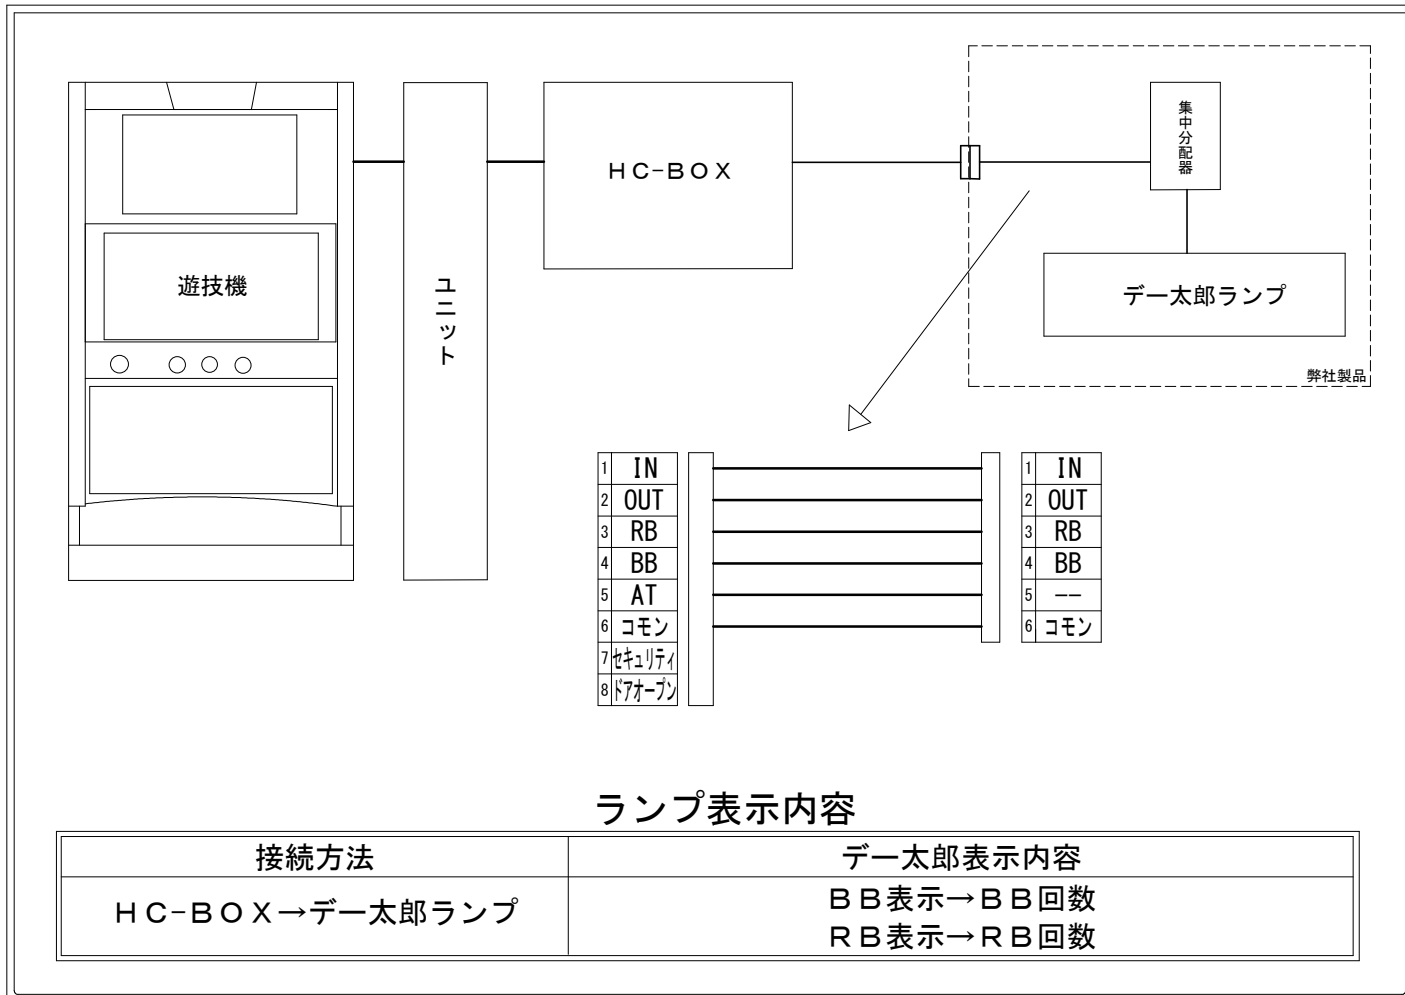 遊技機
ユニット
HC-BOX
集中分配器
デー太郎ランプ
弊社製品
1 IN
2 OUT
3 RB
4 BB
5 AT
6 コモン
7 セキュリティ
8 ドアオープン
1 IN
2 OUT
3 RB
4 BB
5 --
6 コモン
ランプ表示内容
接続方法 デー太郎表示内容
HC-BOX→デー太郎ランプ
BB表示→BB回数
RB表示→RB回数